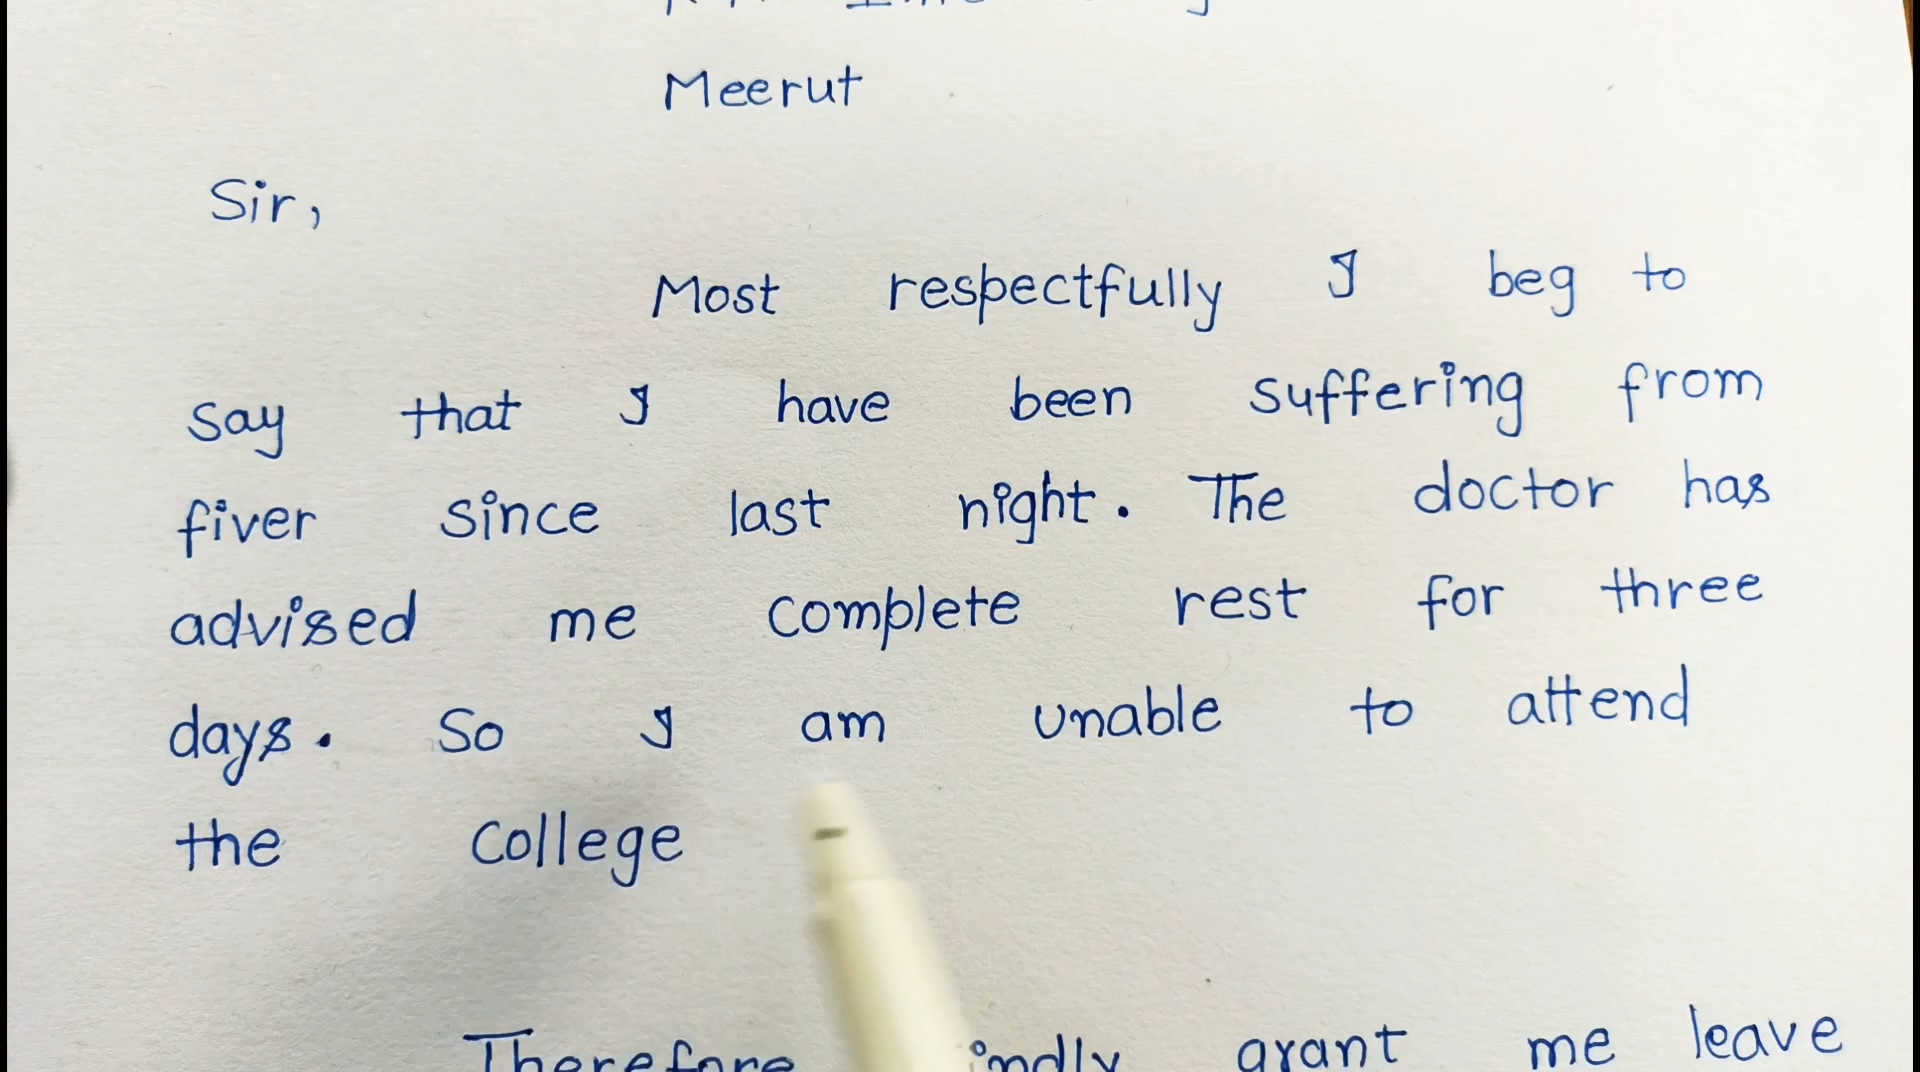 Meerut
Sir,
Most respectfully I beg to
say that I have been suffering from
fiver since last night. The doctor has
advised me complete rest for three
days. So I am unable to attend
the college
Therefore grant me leave